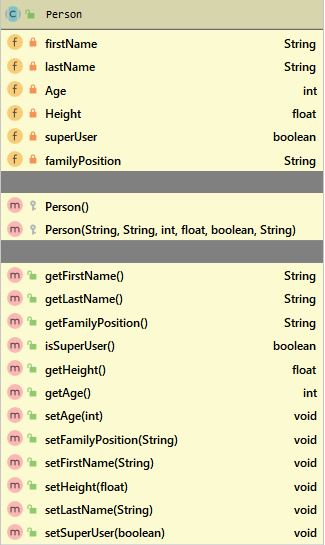 Person
firstName String
lastName String
Age int
Height float
superUser boolean
familyPosition String
Person()
Person(String, String, int, float, boolean, String)
getFirstName() String
getLastName() String
getFamilyPosition() String
isSuperUser() boolean
getHeight() float
getAge() int
setAge(int) void
setFamilyPosition(String) void
setFirstName(String) void
setHeight(float) void
setLastName(String) void
setSuperUser(boolean) void